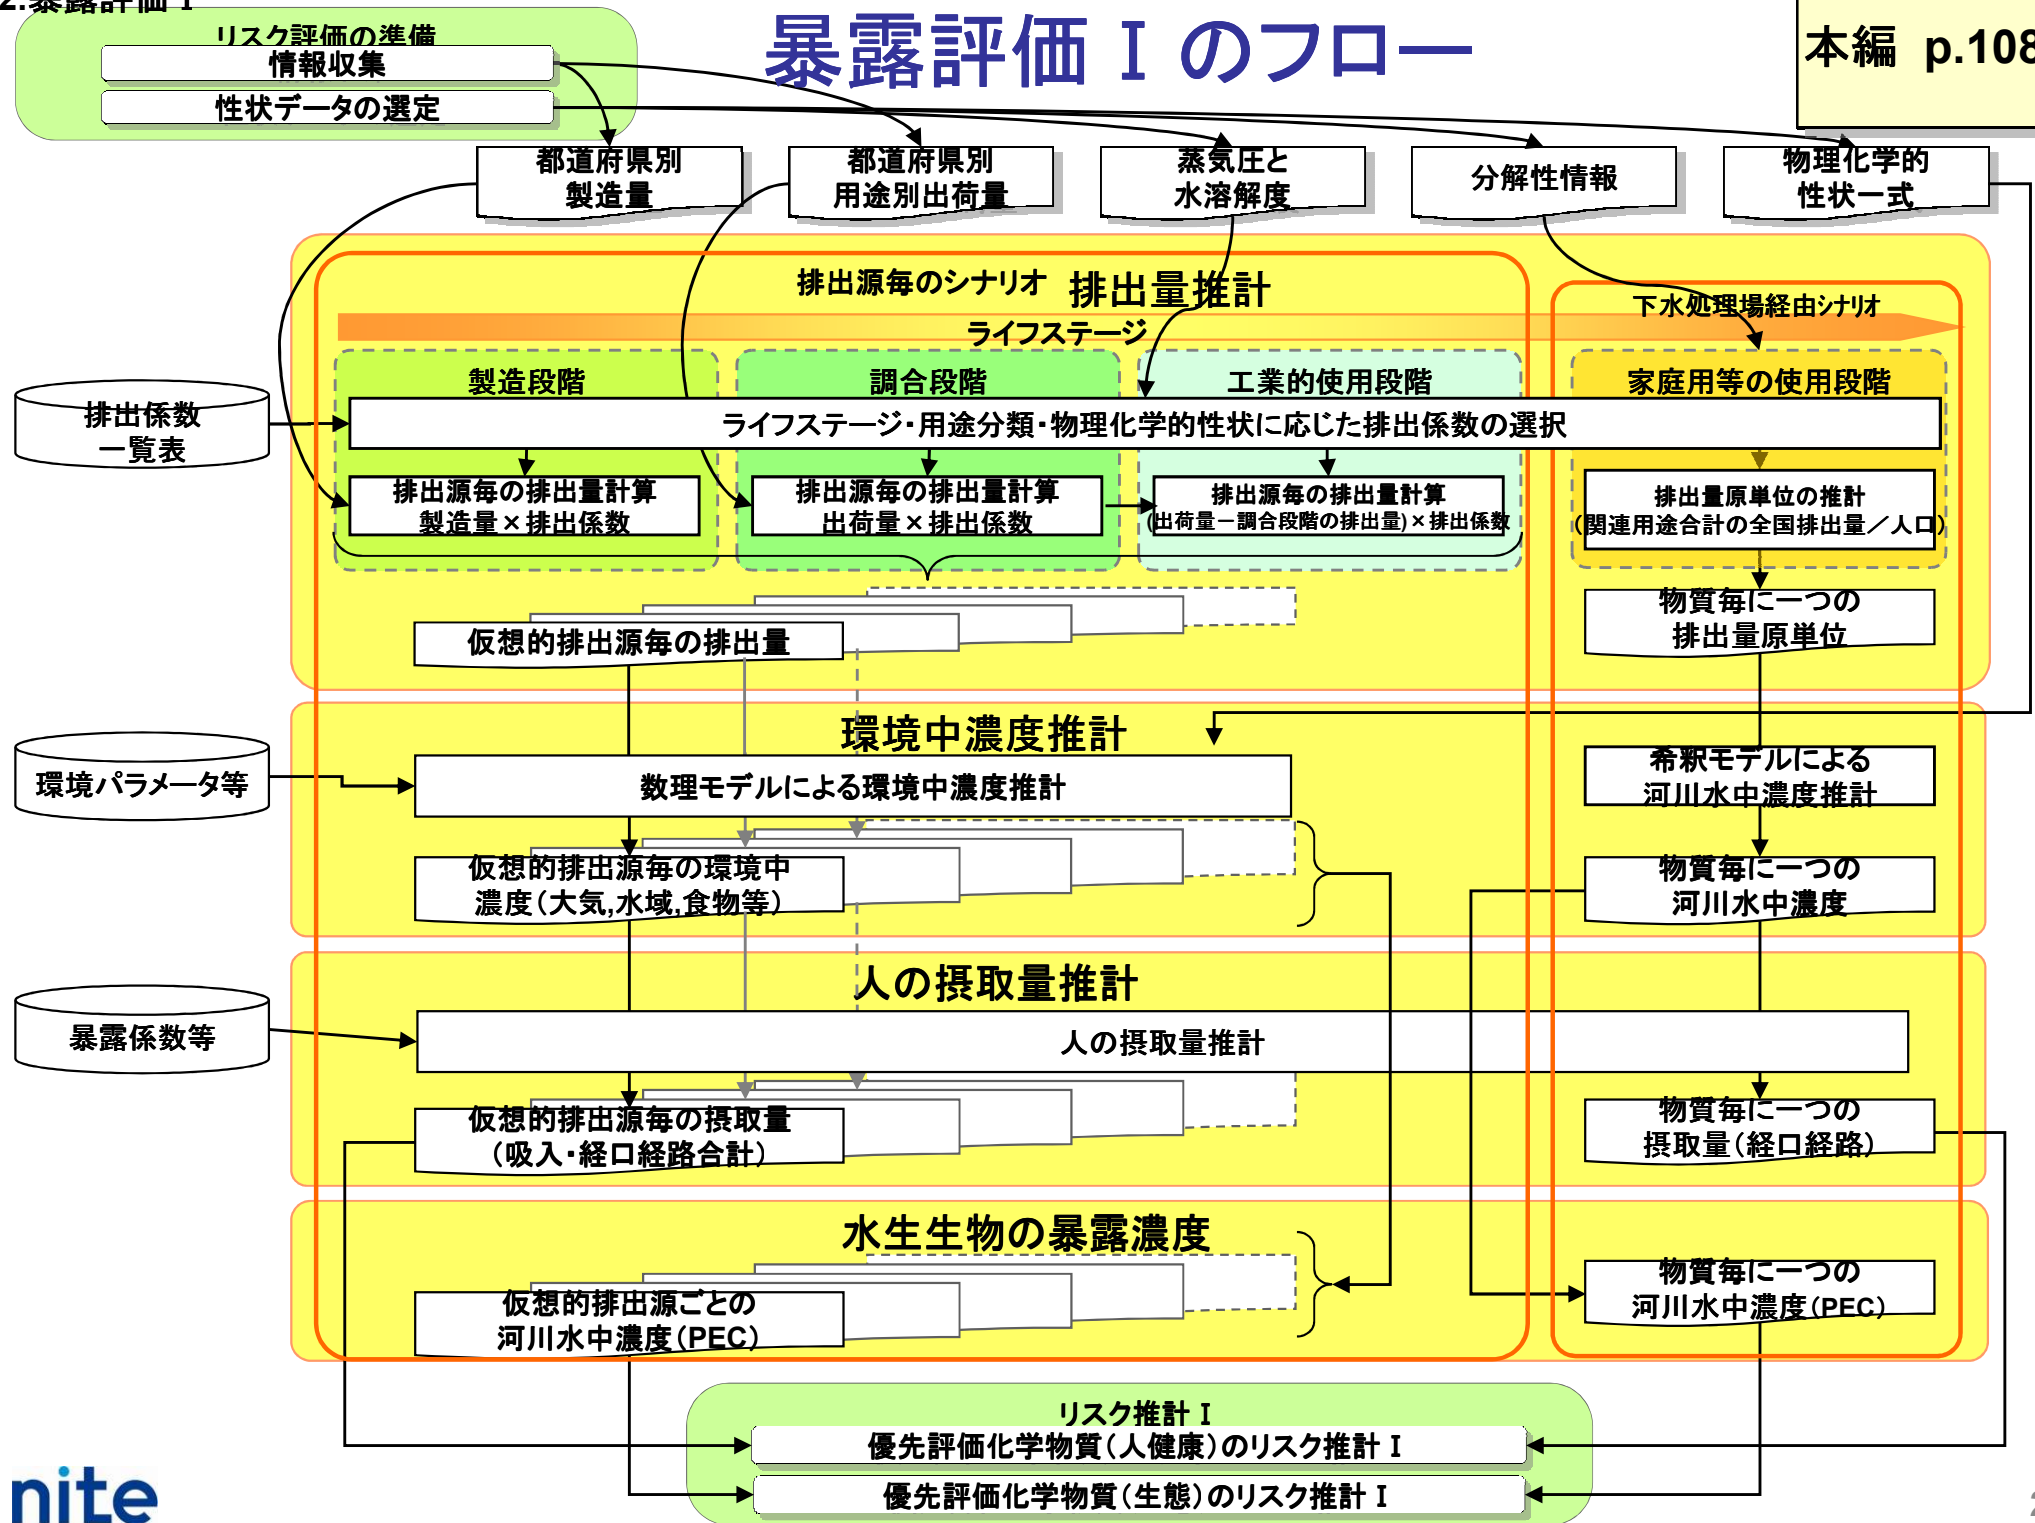 2.暴露評価Ⅰ
暴露評価Ⅰのフロー
本編 p.108
リスク評価の準備
情報収集
性状データの選定
都道府県別
製造量
都道府県別
用途別出荷量
蒸気圧と
水溶解度
分解性情報
物理化学的
性状一式
排出源毎のシナリオ
排出量推計
下水処理場経由シナリオ
ライフステージ
製造段階
調合段階
工業的使用段階
家庭用等の使用段階
排出係数
一覧表
ライフステージ・用途分類・物理化学的性状に応じた排出係数の選択
排出源毎の排出量計算
製造量×排出係数
排出源毎の排出量計算
出荷量×排出係数
排出源毎の排出量計算
(出荷量－調合段階の排出量)×排出係数
排出量原単位の推計
(関連用途合計の全国排出量／人口)
仮想的排出源毎の排出量
物質毎に一つの
排出量原単位
環境中濃度推計
環境パラメータ等
数理モデルによる環境中濃度推計
希釈モデルによる
河川水中濃度推計
仮想的排出源毎の環境中
濃度(大気,水域,食物等)
物質毎に一つの
河川水中濃度
人の摂取量推計
暴露係数等
人の摂取量推計
仮想的排出源毎の摂取量
(吸入・経口経路合計)
物質毎に一つの
摂取量(経口経路)
水生生物の暴露濃度
仮想的排出源ごとの
河川水中濃度(PEC)
物質毎に一つの
河川水中濃度(PEC)
リスク推計Ⅰ
優先評価化学物質(人健康)のリスク推計Ⅰ
優先評価化学物質(生態)のリスク推計Ⅰ
nite